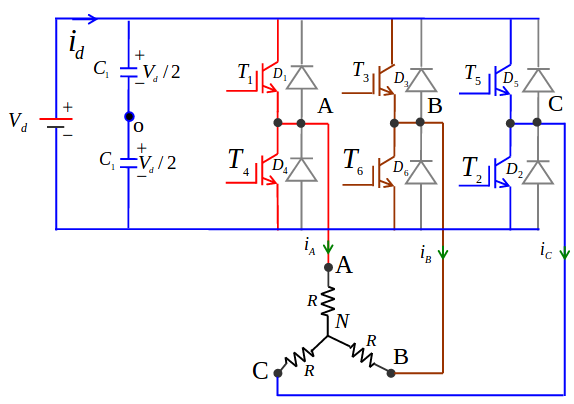 i_d
+
C_1 V_d / 2
−
T_1 D_1
T_3 D_3
T_5 D_5
A B C
+
V_d
−
o
+
C_1 V_d / 2
−
T_4 D_4
T_6 D_6
T_2 D_2
i_A i_B i_C
A
R
N
R
C R B